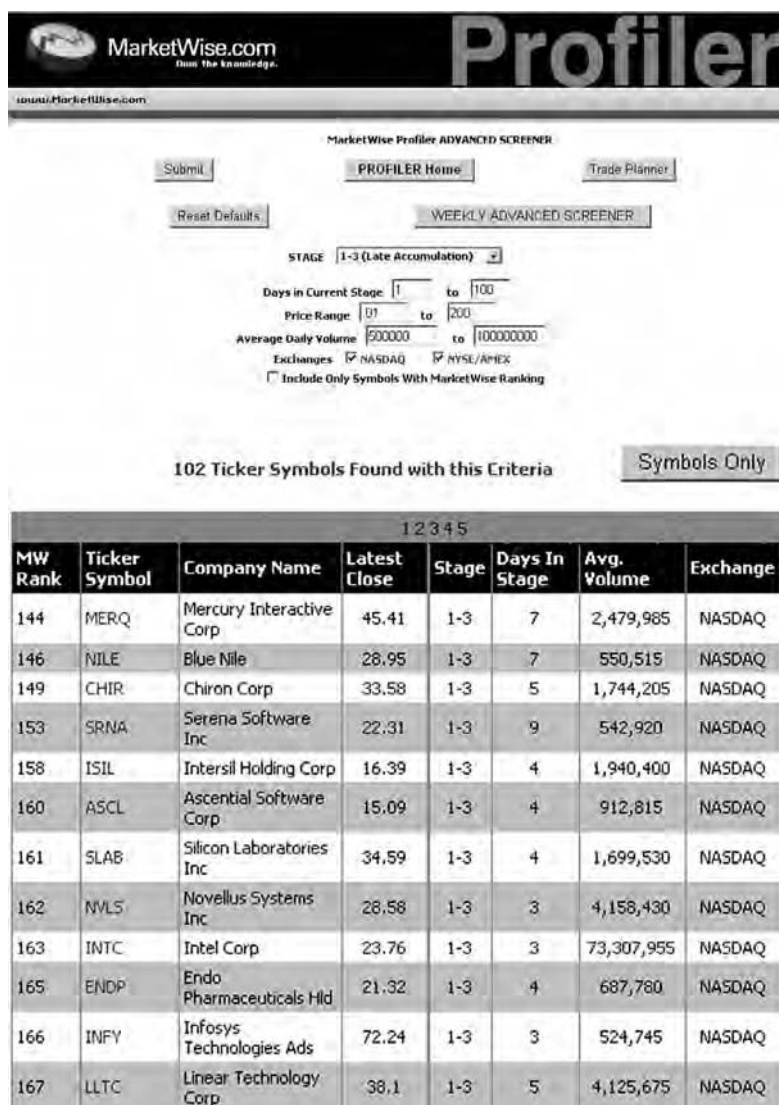 MarketWise.com
Own the knowledge.
Profiler
www.MarketWise.com
MarketWise Profiler ADVANCED SCREENER
Submit PROFILER Home Trade Planner
Reset Defaults WEEKLY ADVANCED SCREENER
STAGE 1-3 (Late Accumulation)
Days in Current Stage 1 to 100
Price Range 01 to 200
Average Daily Volume 500000 to 100000000
Exchanges NASDAQ NYSE/AMEX
Include Only Symbols With MarketWise Ranking
102 Ticker Symbols Found with this Criteria Symbols Only
1 2 3 4 5
MW Rank Ticker Symbol Company Name Latest Close Stage Days In Stage Avg. Volume Exchange
144 MERQ Mercury Interactive Corp 45.41 1-3 7 2,479,985 NASDAQ
146 NILE Blue Nile 28.95 1-3 7 550,515 NASDAQ
149 CHIR Chiron Corp 33.58 1-3 5 1,744,205 NASDAQ
153 SRNA Serena Software Inc 22.31 1-3 9 542,920 NASDAQ
158 ISIL Intersil Holding Corp 16.39 1-3 4 1,940,400 NASDAQ
160 ASCL Ascential Software Corp 15.09 1-3 4 912,815 NASDAQ
161 SLAB Silicon Laboratories Inc 34.59 1-3 4 1,699,530 NASDAQ
162 NVLS Novellus Systems Inc 28.58 1-3 3 4,158,430 NASDAQ
163 INTC Intel Corp 23.76 1-3 3 73,307,955 NASDAQ
165 ENDP Endo Pharmaceuticals Hld 21.32 1-3 4 687,780 NASDAQ
166 INFY Infosys Technologies Ads 72.24 1-3 3 524,745 NASDAQ
167 LLTC Linear Technology Corp 38.1 1-3 5 4,125,675 NASDAQ